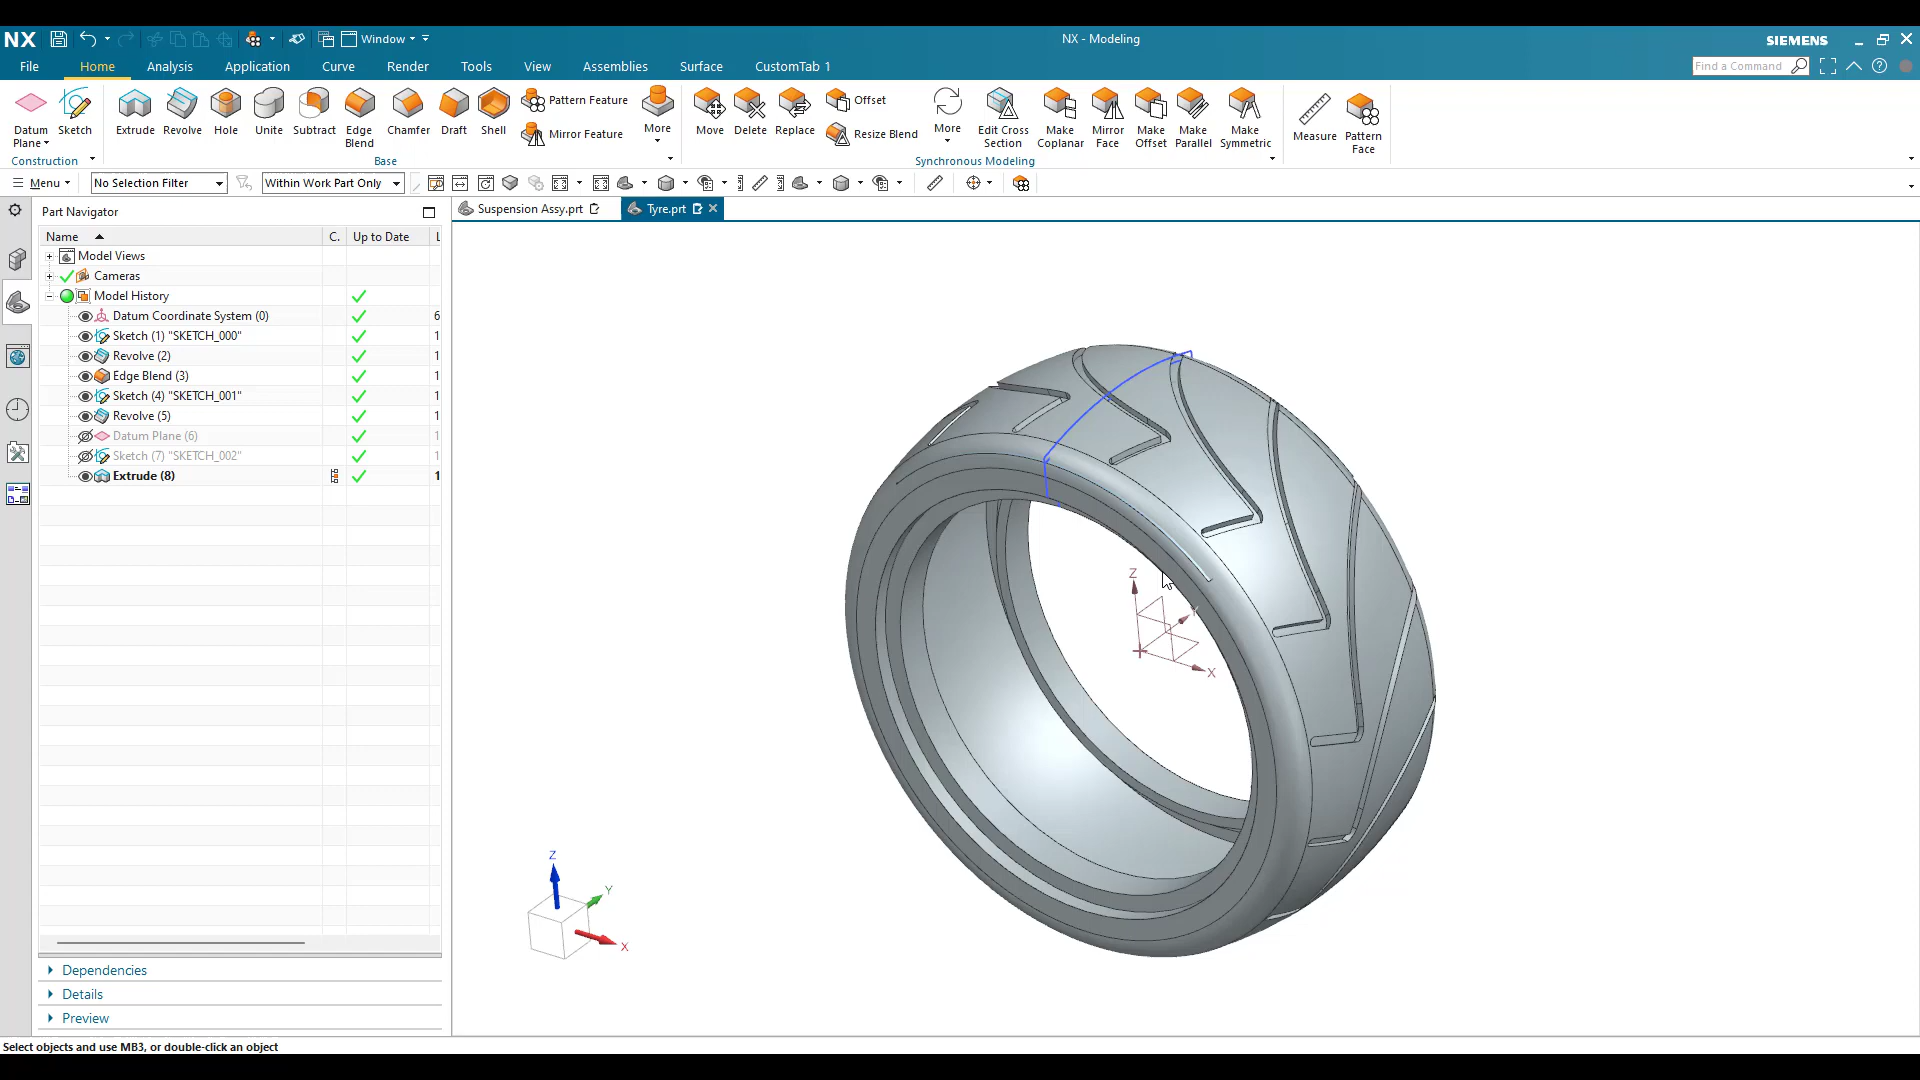 NX
Window
NX - Modeling
SIEMENS
File Home Analysis Application Curve Render Tools View Assemblies Surface CustomTab 1
Find a Command
Datum Plane
Sketch
Extrude
Revolve
Hole
Unite
Subtract
Edge Blend
Chamfer
Draft
Shell
Pattern Feature
Mirror Feature
More
Move
Delete
Replace
Offset
Resize Blend
More
Edit Cross Section
Make Coplanar
Mirror Face
Make Offset
Make Parallel
Make Symmetric
Measure
Pattern Face
Construction
Base
Synchronous Modeling
Menu
No Selection Filter
Within Work Part Only
Part Navigator
Suspension Assy.prt
Tyre.prt
Name C. Up to Date L
Model Views
Cameras
Model History
Datum Coordinate System (0) 6
Sketch (1) "SKETCH_000" 1
Revolve (2) 1
Edge Blend (3) 1
Sketch (4) "SKETCH_001" 1
Revolve (5) 1
Datum Plane (6) 1
Sketch (7) "SKETCH_002" 1
Extrude (8) 1
Z
Y
X
Z
Y
X
Dependencies
Details
Preview
Select objects and use MB3, or double-click an object